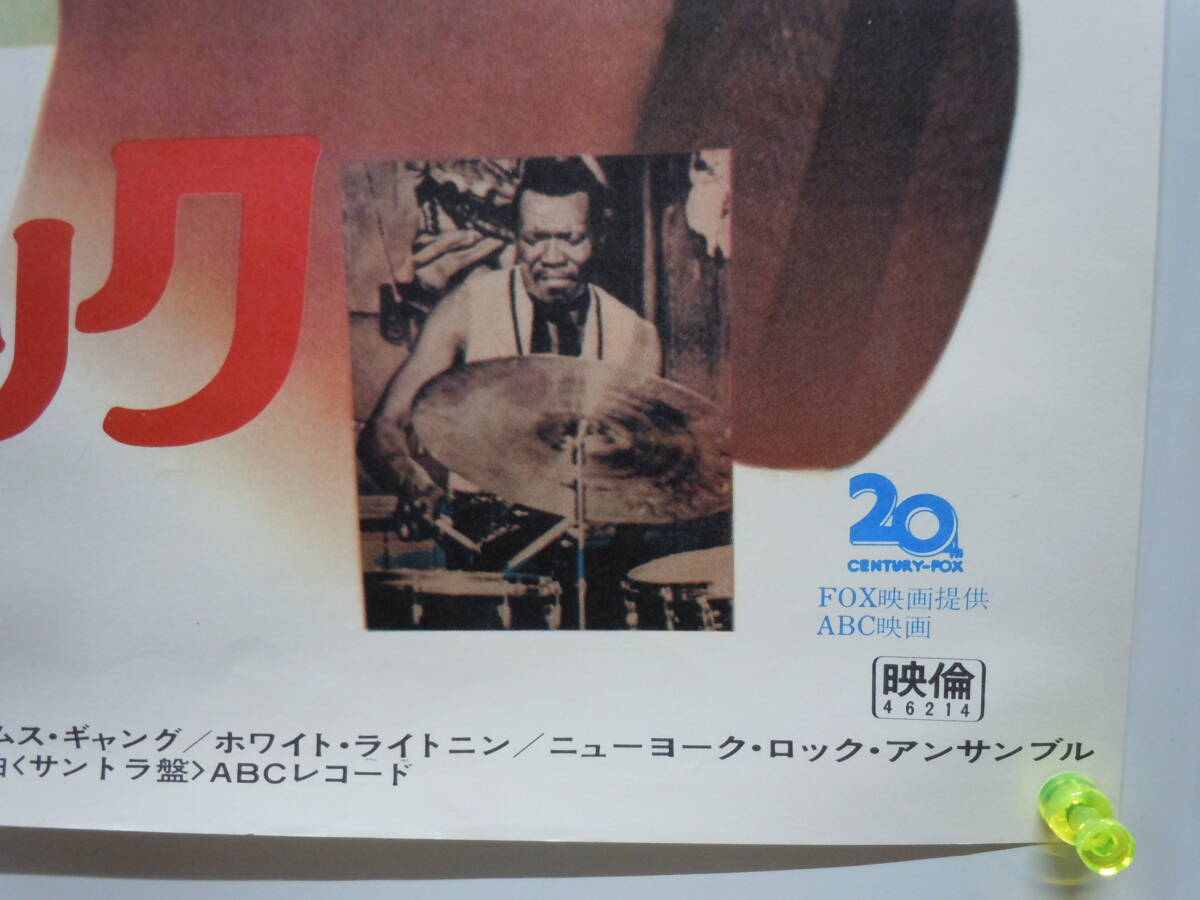 ック
20th
CENTURY-FOX
FOX映画提供
ABC映画
映倫
46214
ムス・ギャング/ホワイト・ライトニン/ニューヨーク・ロック・アンサンブル
<サントラ盤>ABCレコード